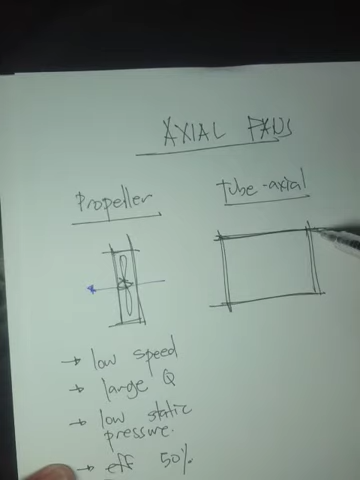 AXIAL FANS
Propeller
tube-axial
→ low speed
→ large Q
→ low static
pressure.
→ eff 50%